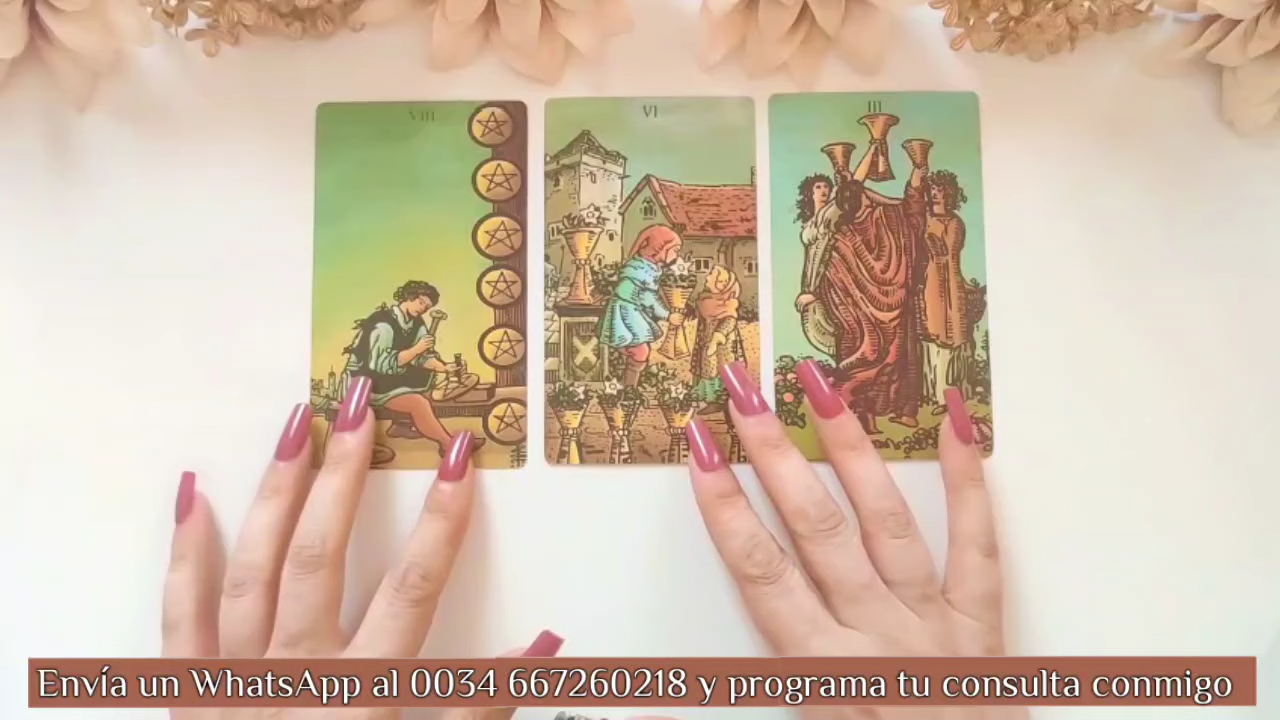 VIII
VI
III
Envía un WhatsApp al 0034 667260218 y programa tu consulta conmigo